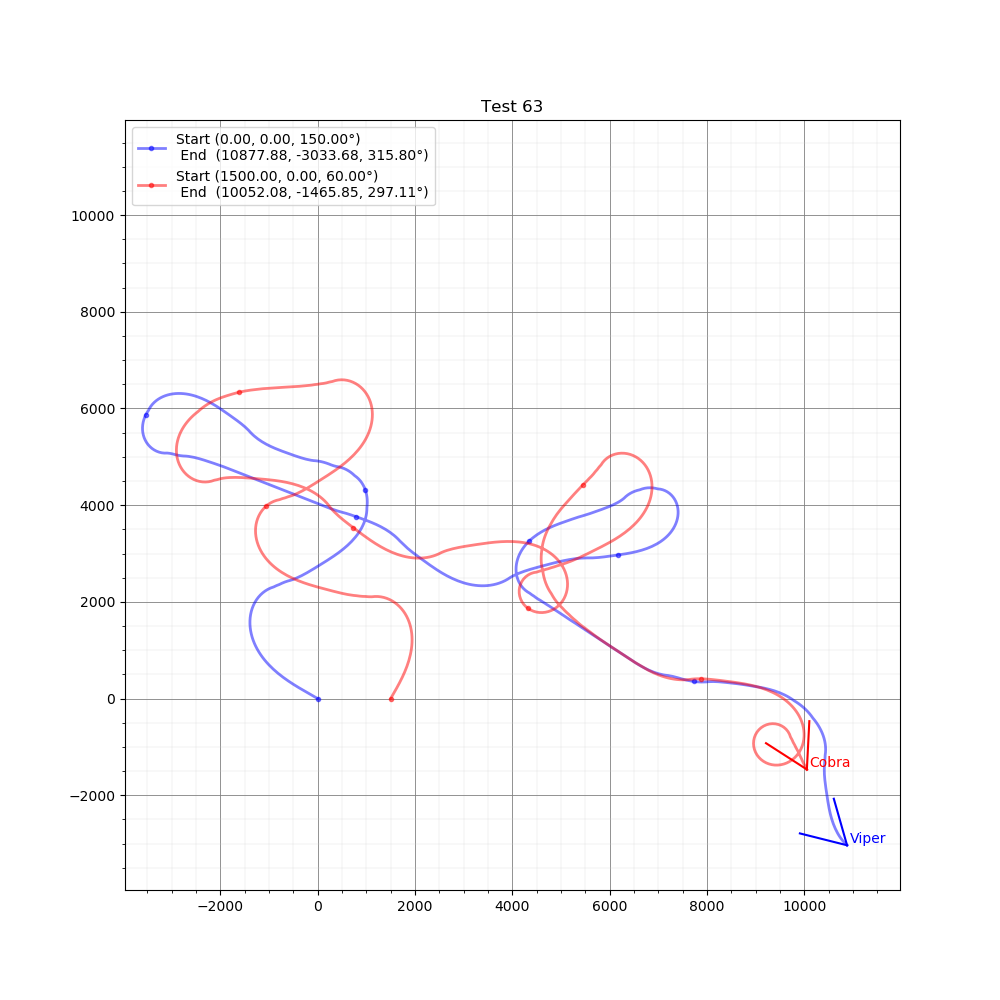 Test 63
Start (0.00, 0.00, 150.00°)
End (10877.88, -3033.68, 315.80°)
Start (1500.00, 0.00, 60.00°)
End (10052.08, -1465.85, 297.11°)
10000
8000
6000
4000
2000
0
−2000
Cobra
Viper
−2000 0 2000 4000 6000 8000 10000